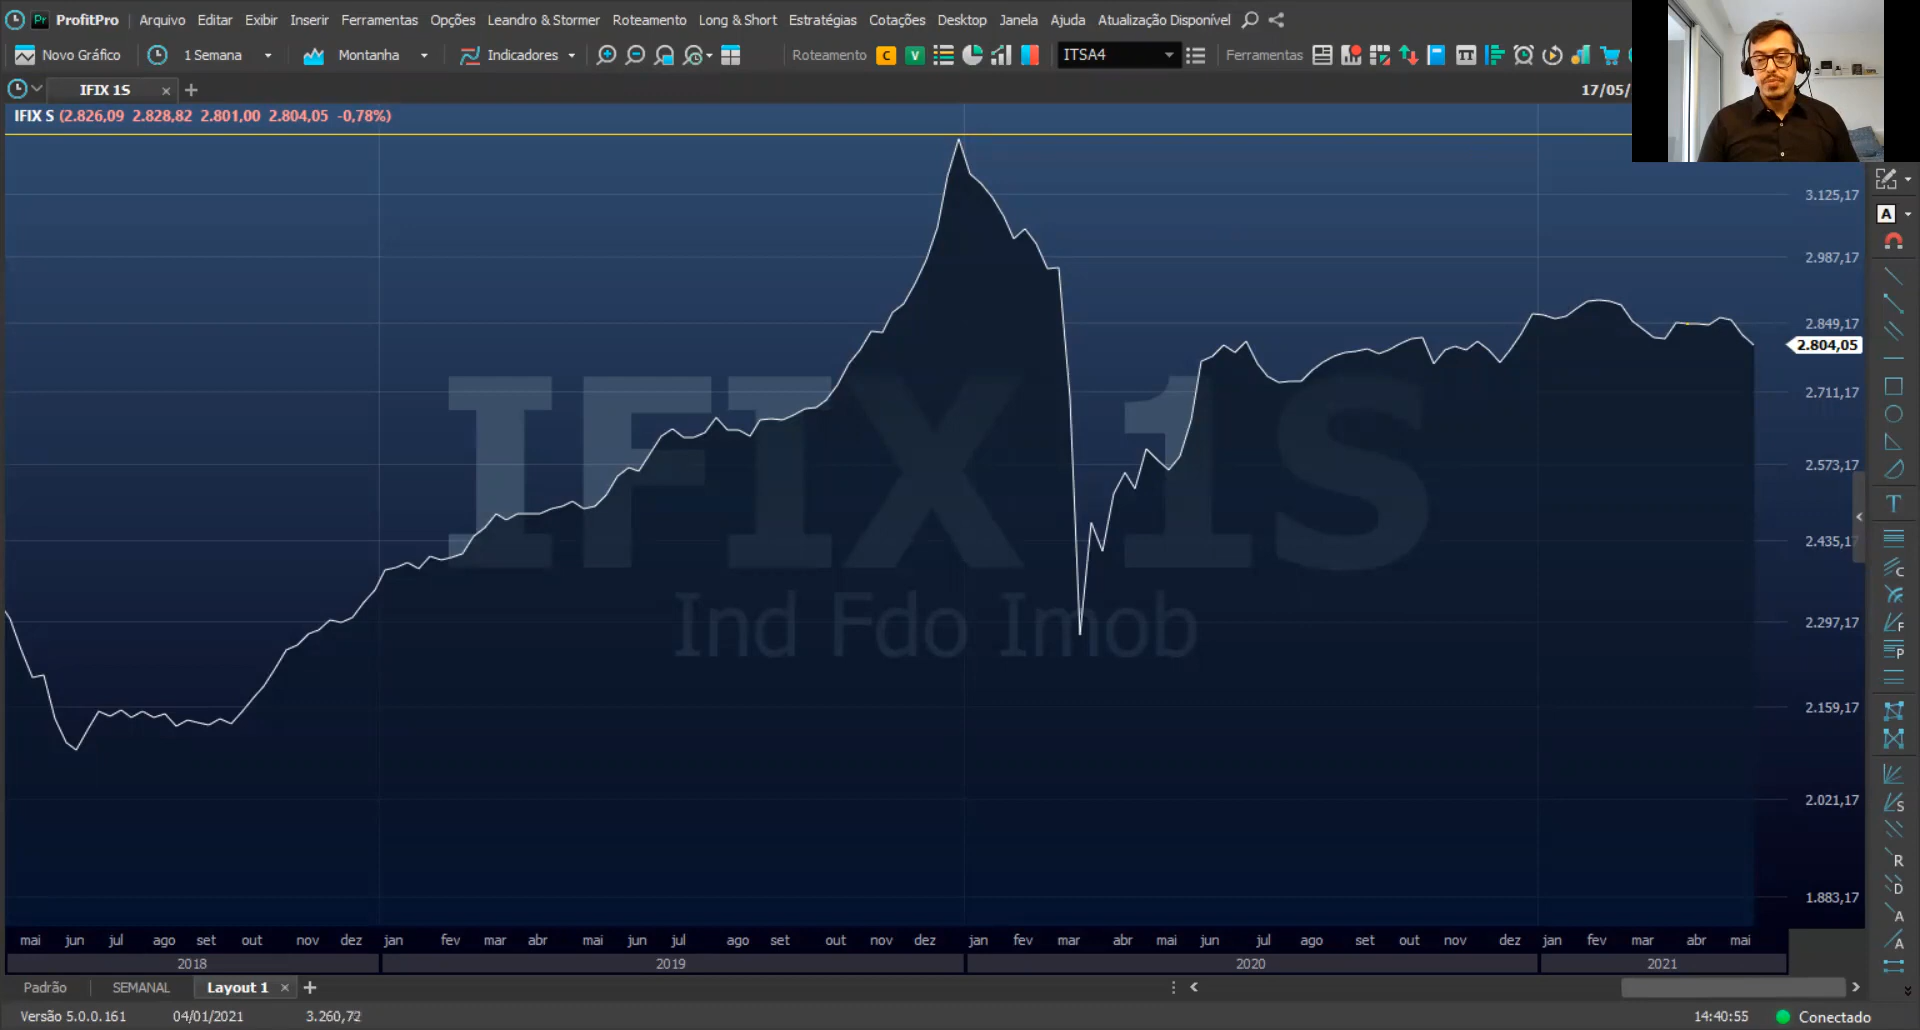 ProfitPro Arquivo Editar Exibir Inserir Ferramentas Opções Leandro & Stormer Roteamento Long & Short Estratégias Cotações Desktop Janela Ajuda Atualização Disponível
Novo Gráfico 1 Semana Montanha Indicadores Roteamento C V ITSA4 Ferramentas
IFIX 1S 17/05/
IFIX S (2.826,09 2.828,82 2.801,00 2.804,05 -0,78%)
3.125,17
2.987,17
2.849,17
2.804,05
2.711,17
2.573,17
2.435,17
2.297,17
2.159,17
2.021,17
1.883,17
IFIX 1S
Ind Fdo Imob
mai jun jul ago set out nov dez jan fev mar abr mai jun jul ago set out nov dez jan fev mar abr mai jun jul ago set out nov dez jan fev mar abr mai
2018 2019 2020 2021
Padrão SEMANAL Layout 1
Versão 5.0.0.161 04/01/2021 3.260,72 14:40:55 Conectado